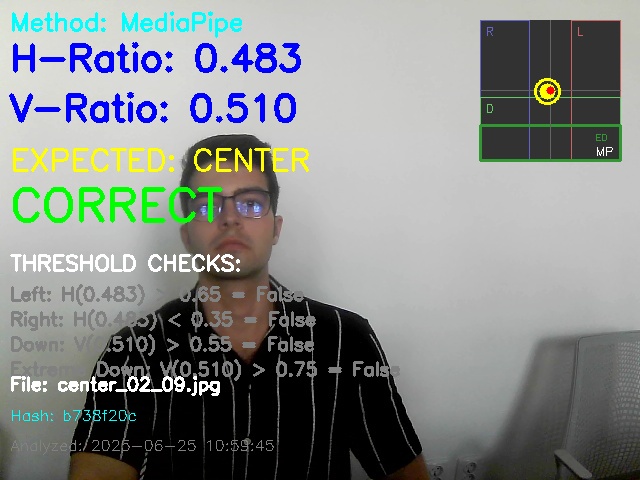 Method: MediaPipe
H-Ratio: 0.483
V-Ratio: 0.510
EXPECTED: CENTER
CORRECT
THRESHOLD CHECKS:
Left: H(0.483) > 0.65 = False
Right: H(0.483) < 0.35 = False
Down: V(0.510) > 0.55 = False
Extreme Down: V(0.510) > 0.75 = False
File: center_02_09.jpg
Hash: b738f20c
Analyzed: 2025-06-25 10:59:45
R L
D
ED
MP